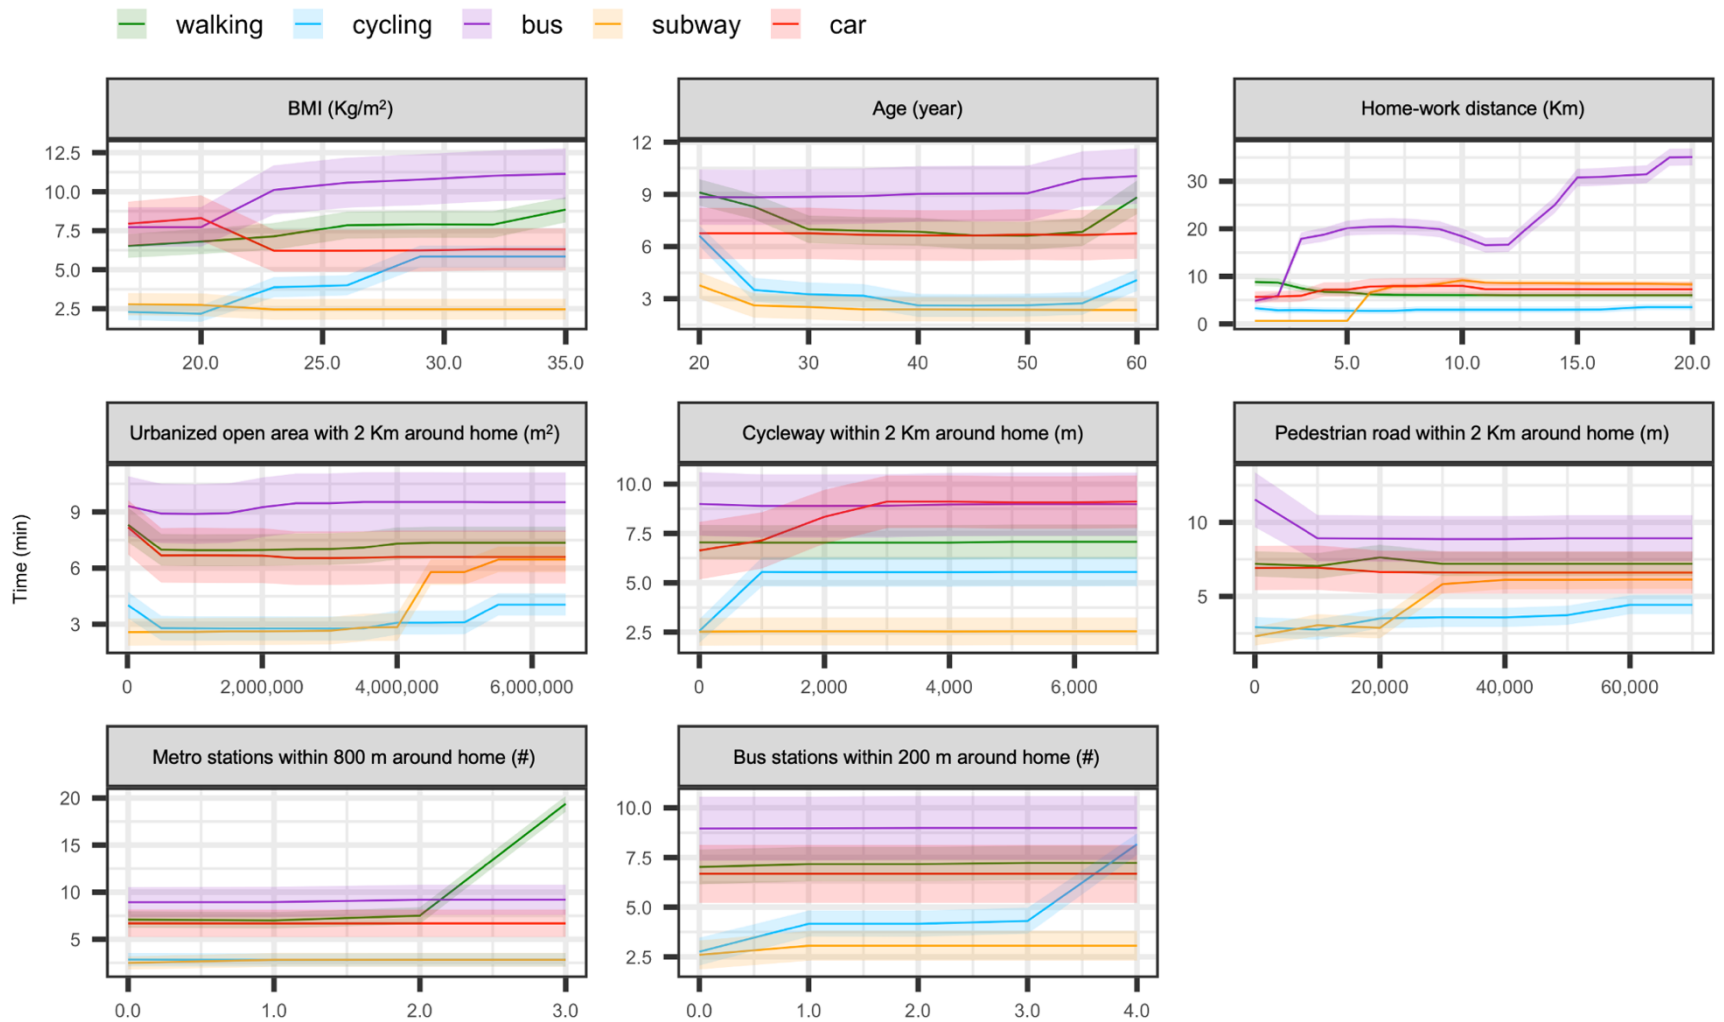 walking cycling bus subway car
BMI (Kg/m²)
12.5
10.0
7.5
5.0
2.5
20.0 25.0 30.0 35.0
Age (year)
12
9
6
3
20 30 40 50 60
Home-work distance (Km)
30
20
10
0
5.0 10.0 15.0 20.0
Time (min)
Urbanized open area with 2 Km around home (m²)
9
6
3
0 2,000,000 4,000,000 6,000,000
Cycleway within 2 Km around home (m)
10.0
7.5
5.0
2.5
0 2,000 4,000 6,000
Pedestrian road within 2 Km around home (m)
10
5
0 20,000 40,000 60,000
Metro stations within 800 m around home (#)
20
15
10
5
0.0 1.0 2.0 3.0
Bus stations within 200 m around home (#)
10.0
7.5
5.0
2.5
0.0 1.0 2.0 3.0 4.0